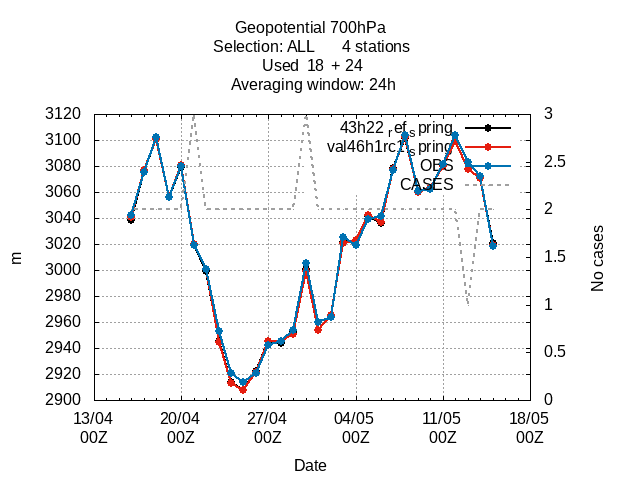 Geopotential 700hPa
Selection: ALL 4 stations
Used 18 + 24
Averaging window: 24h
43h22_ref_spring
val46h1rc1_spring
OBS
CASES
3120
3100
3080
3060
3040
3020
3000
2980
2960
2940
2920
2900
3
2.5
2
1.5
1
0.5
0
m
No cases
13/04 20/04 27/04 04/05 11/05 18/05
00Z 00Z 00Z 00Z 00Z 00Z
Date